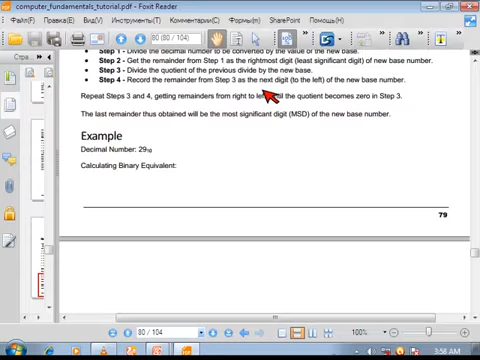 computer_fundamentals_tutorial.pdf - Foxit Reader
Файл(F) Правка(E) Вид(V) Инструменты(T) Комментарии(C) Формы(M) SharePoint Помощь(H)
80 (80 / 104)
Стра...
Step 1 - Divide the decimal number to be converted by the value of the new base.
Step 2 - Get the remainder from Step 1 as the rightmost digit (least significant digit) of new base number.
Step 3 - Divide the quotient of the previous divide by the new base.
Step 4 - Record the remainder from Step 3 as the next digit (to the left) of the new base number.
Repeat Steps 3 and 4, getting remainders from right to left, until the quotient becomes zero in Step 3.
The last remainder thus obtained will be the most significant digit (MSD) of the new base number.
Example
Decimal Number: 29₁₀
Calculating Binary Equivalent:
79
80 / 104
100%
3:58 AM